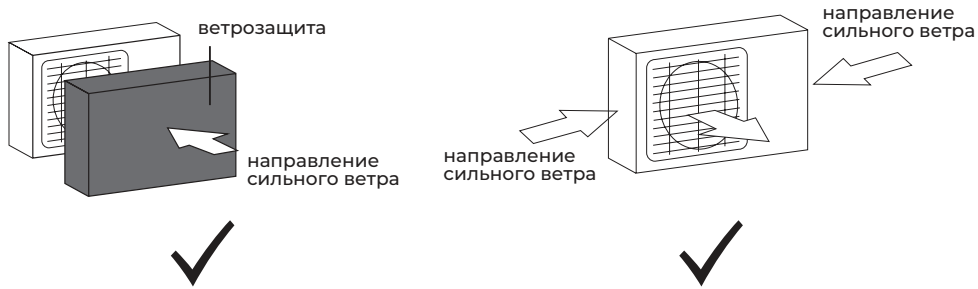 ветрозащита
направление
сильного ветра
направление
сильного ветра
направление
сильного ветра